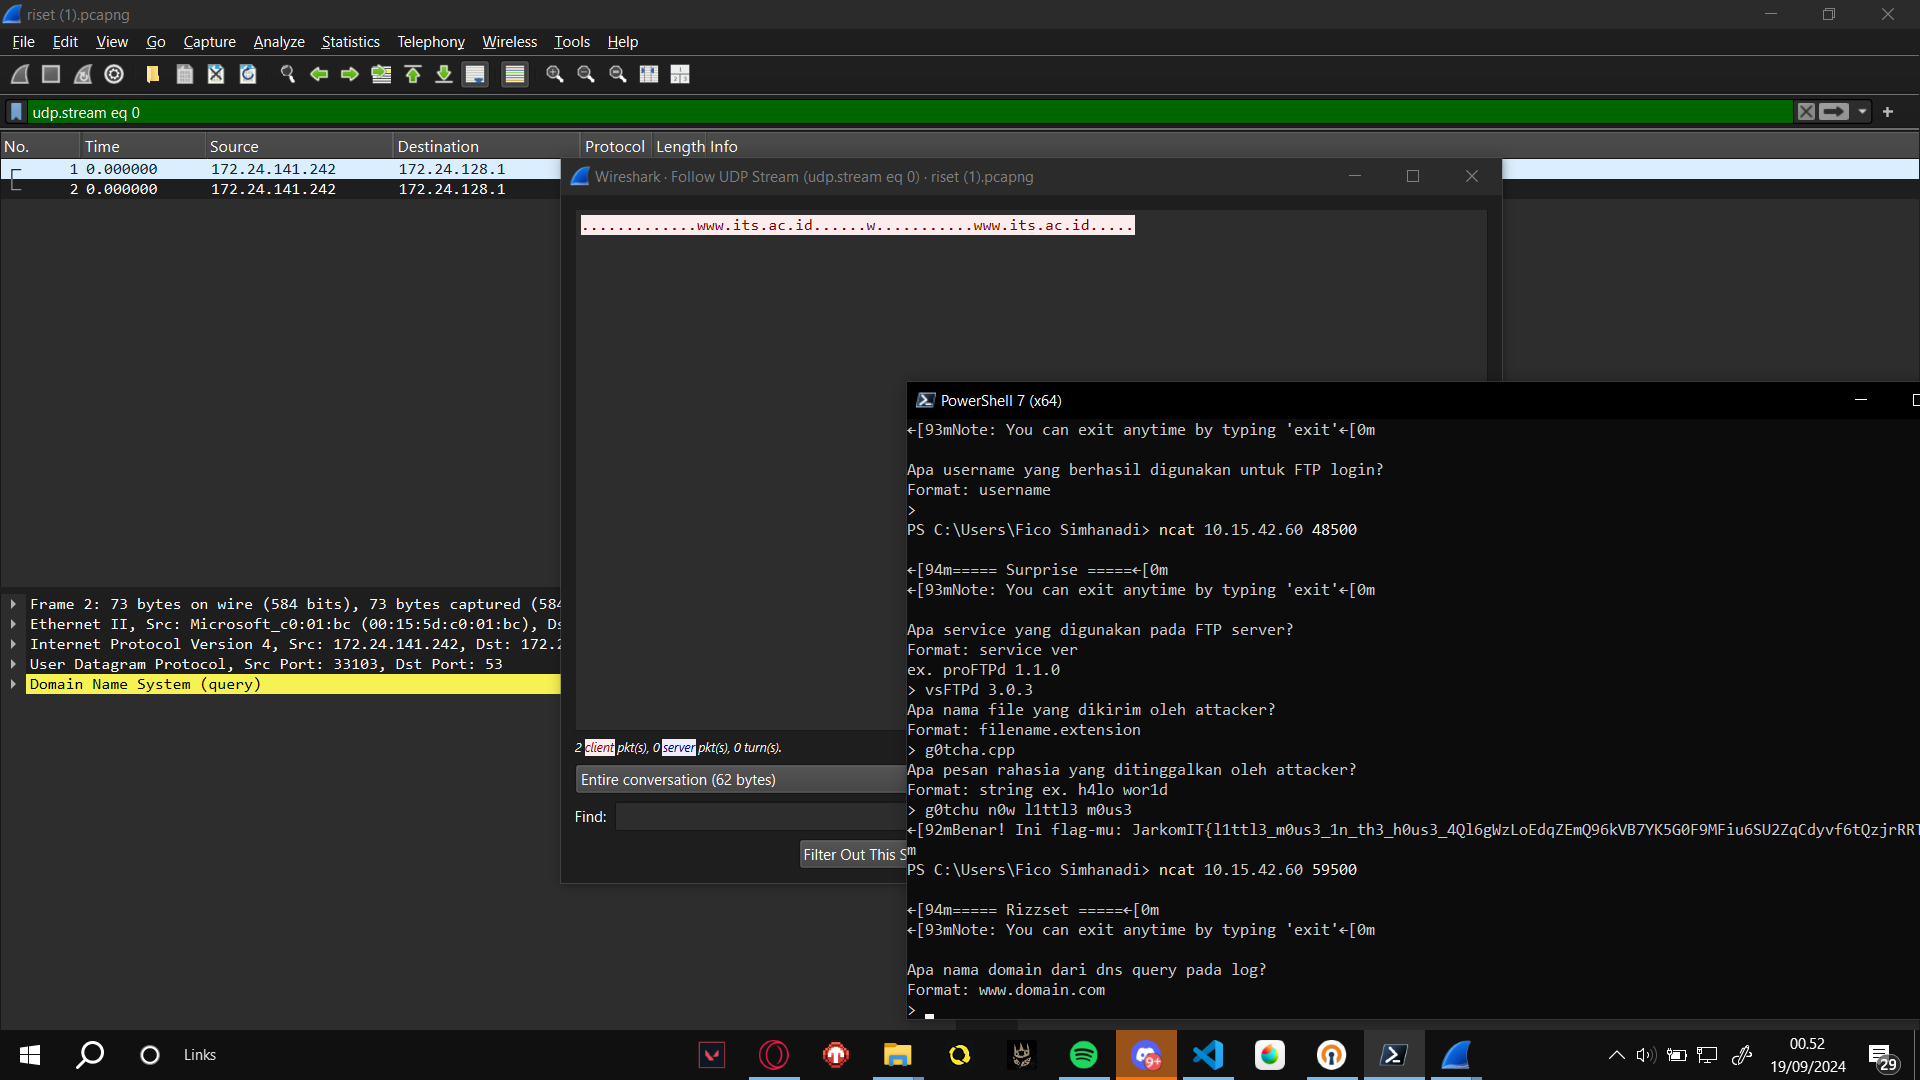 riset (1).pcapng
File Edit View Go Capture Analyze Statistics Telephony Wireless Tools Help
udp.stream eq 0
No. Time Source Destination Protocol Length Info
1 0.000000 172.24.141.242 172.24.128.1
2 0.000000 172.24.141.242 172.24.128.1
Wireshark · Follow UDP Stream (udp.stream eq 0) · riset (1).pcapng
.............www.its.ac.id......w...........www.its.ac.id.....
Frame 2: 73 bytes on wire (584 bits), 73 bytes captured (584
Ethernet II, Src: Microsoft_c0:01:bc (00:15:5d:c0:01:bc), Ds
Internet Protocol Version 4, Src: 172.24.141.242, Dst: 172.2
User Datagram Protocol, Src Port: 33103, Dst Port: 53
Domain Name System (query)
2 client pkt(s), 0 server pkt(s), 0 turn(s).
Entire conversation (62 bytes)
Find:
Filter Out This S
PowerShell 7 (x64)
←[93mNote: You can exit anytime by typing 'exit'←[0m
Apa username yang berhasil digunakan untuk FTP login?
Format: username
>
PS C:\Users\Fico Simhanadi> ncat 10.15.42.60 48500
←[94m===== Surprise =====←[0m
←[93mNote: You can exit anytime by typing 'exit'←[0m
Apa service yang digunakan pada FTP server?
Format: service ver
ex. proFTPd 1.1.0
> vsFTPd 3.0.3
Apa nama file yang dikirim oleh attacker?
Format: filename.extension
> g0tcha.cpp
Apa pesan rahasia yang ditinggalkan oleh attacker?
Format: string ex. h4lo wor1d
> g0tchu n0w l1ttl3 m0us3
←[92mBenar! Ini flag-mu: JarkomIT{l1ttl3_m0us3_1n_th3_h0us3_4Ql6gWzLoEdqZEmQ96kVB7YK5G0F9MFiu6SU2ZqCdyvf6tQzjrRRT
m
PS C:\Users\Fico Simhanadi> ncat 10.15.42.60 59500
←[94m===== Rizzset =====←[0m
←[93mNote: You can exit anytime by typing 'exit'←[0m
Apa nama domain dari dns query pada log?
Format: www.domain.com
>
Links
9+
00.52
19/09/2024
29